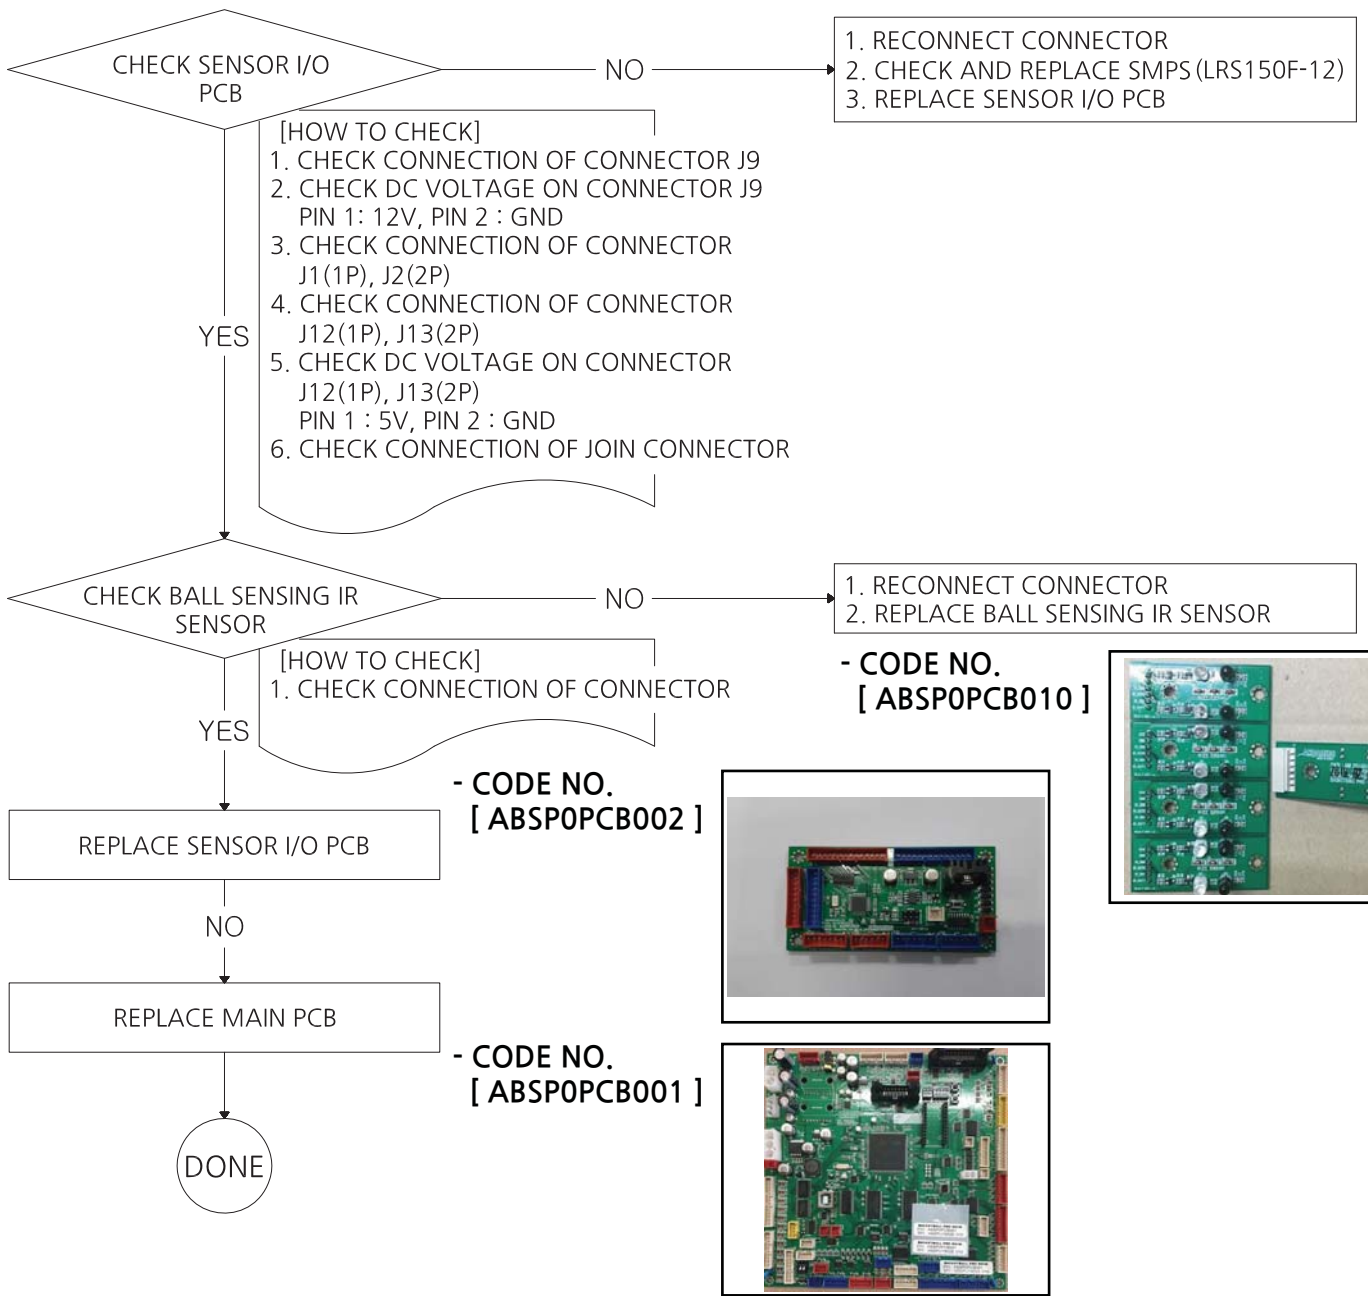 CHECK SENSOR I/O
PCB
NO
1. RECONNECT CONNECTOR
2. CHECK AND REPLACE SMPS(LRS150F-12)
3. REPLACE SENSOR I/O PCB
[HOW TO CHECK]
1. CHECK CONNECTION OF CONNECTOR J9
2. CHECK DC VOLTAGE ON CONNECTOR J9
PIN 1: 12V, PIN 2 : GND
3. CHECK CONNECTION OF CONNECTOR
J1(1P), J2(2P)
4. CHECK CONNECTION OF CONNECTOR
J12(1P), J13(2P)
5. CHECK DC VOLTAGE ON CONNECTOR
J12(1P), J13(2P)
PIN 1 : 5V, PIN 2 : GND
6. CHECK CONNECTION OF JOIN CONNECTOR
YES
CHECK BALL SENSING IR
SENSOR
NO
1. RECONNECT CONNECTOR
2. REPLACE BALL SENSING IR SENSOR
[HOW TO CHECK]
1. CHECK CONNECTION OF CONNECTOR
- CODE NO.
[ ABSP0PCB010 ]
YES
- CODE NO.
[ ABSP0PCB002 ]
REPLACE SENSOR I/O PCB
NO
REPLACE MAIN PCB
- CODE NO.
[ ABSP0PCB001 ]
DONE